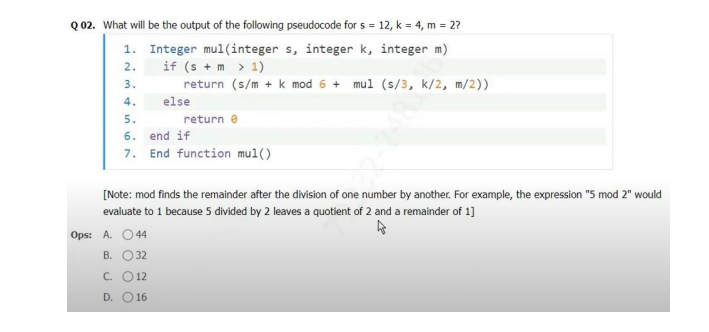 Q 02. What will be the output of the following pseudocode for s = 12, k = 4, m = 2?
1. Integer mul(integer s, integer k, integer m)
2. if (s + m > 1)
3. return (s/m + k mod 6 + mul (s/3, k/2, m/2))
4. else
5. return 0
6. end if
7. End function mul()
[Note: mod finds the remainder after the division of one number by another. For example, the expression "5 mod 2" would
evaluate to 1 because 5 divided by 2 leaves a quotient of 2 and a remainder of 1]
Ops: A. 44
B. 32
C. 12
D. 16